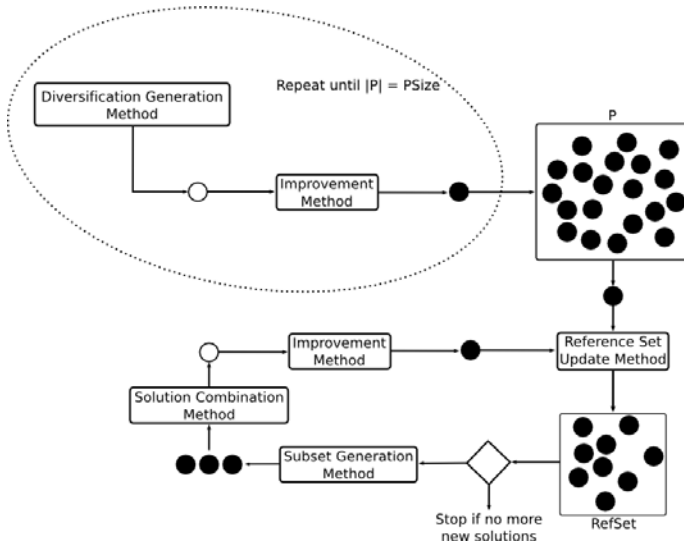 Diversification Generation
Method
Repeat until |P| = PSize
P
Improvement
Method
Improvement
Method
Reference Set
Update Method
Solution Combination
Method
Subset Generation
Method
Stop if no more
new solutions
RefSet